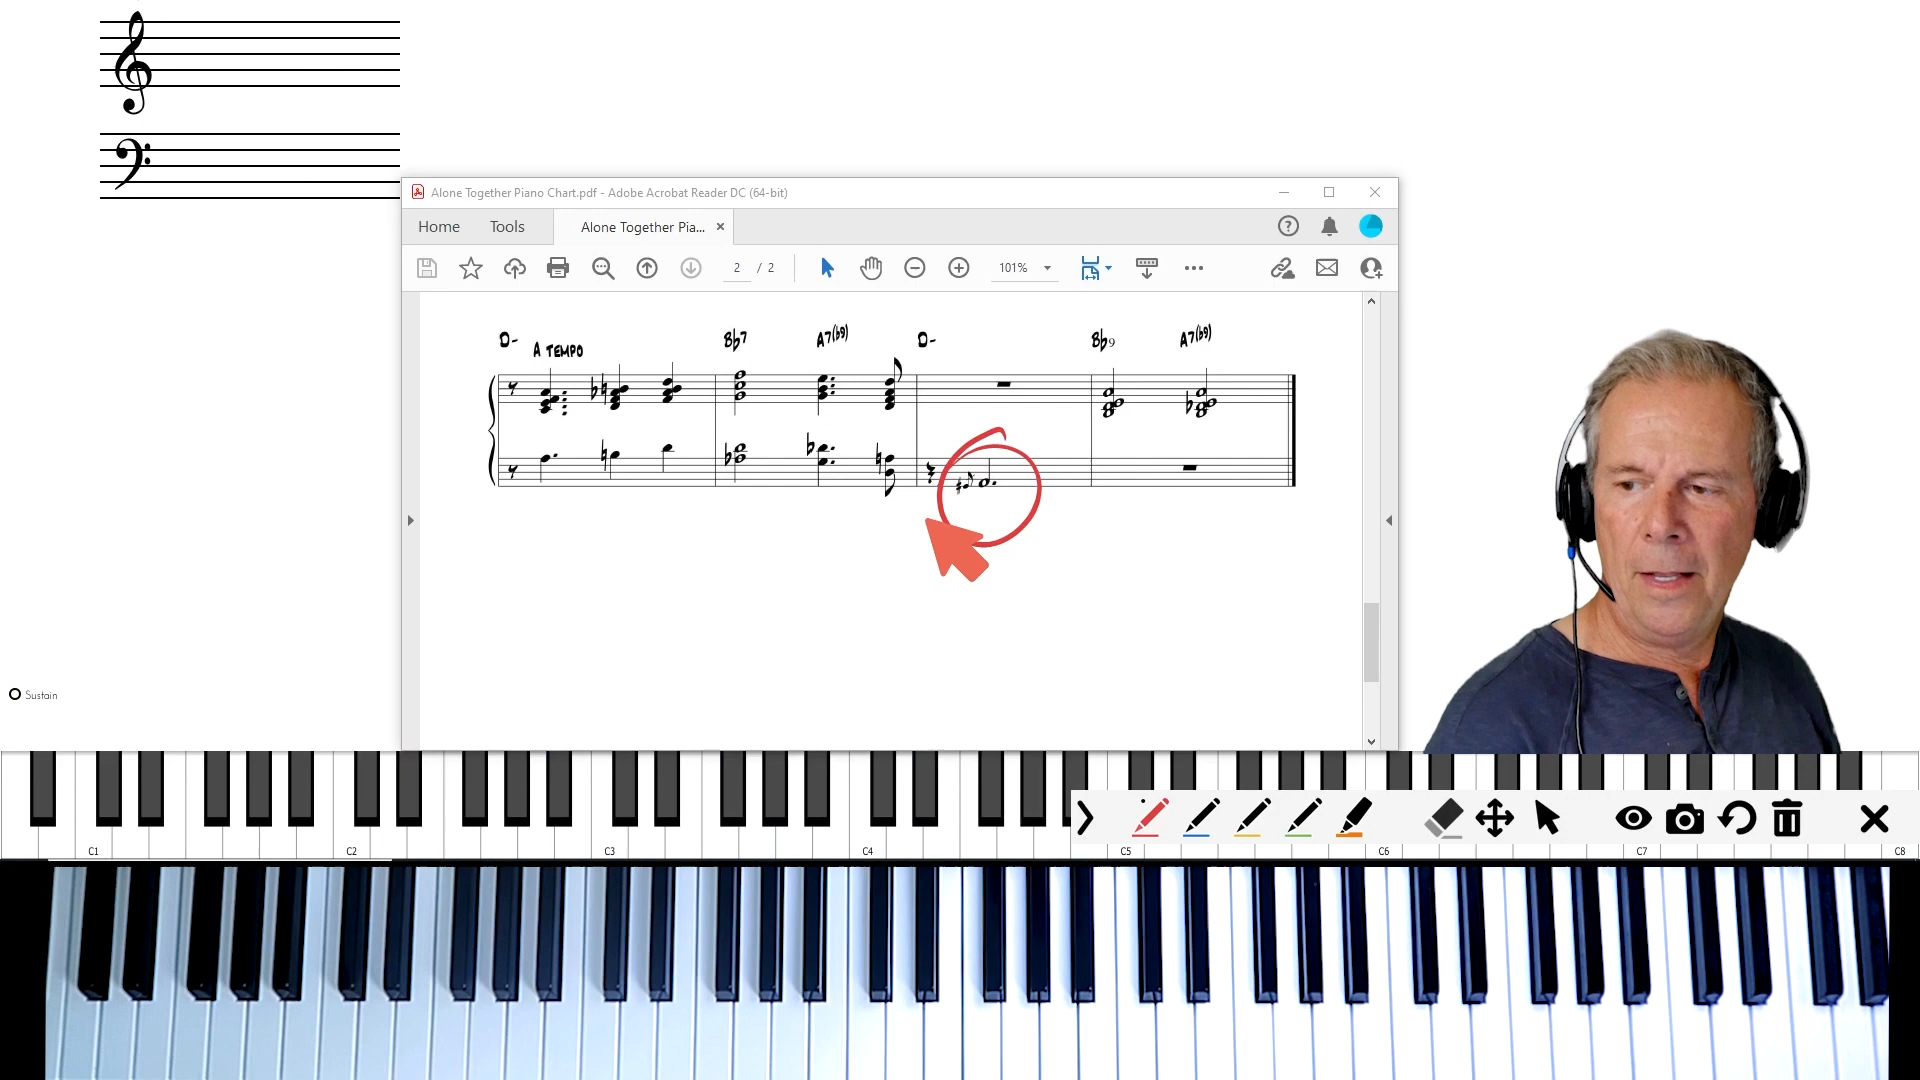 Alone Together Piano Chart.pdf - Adobe Acrobat Reader DC (64-bit)
Home Tools Alone Together Pia...
2 / 2 101%
D- Bb7 A7(b9) D- Bb9 A7(b9)
A TEMPO
Sustain
C1 C2 C3 C4 C5 C6 C7 C8